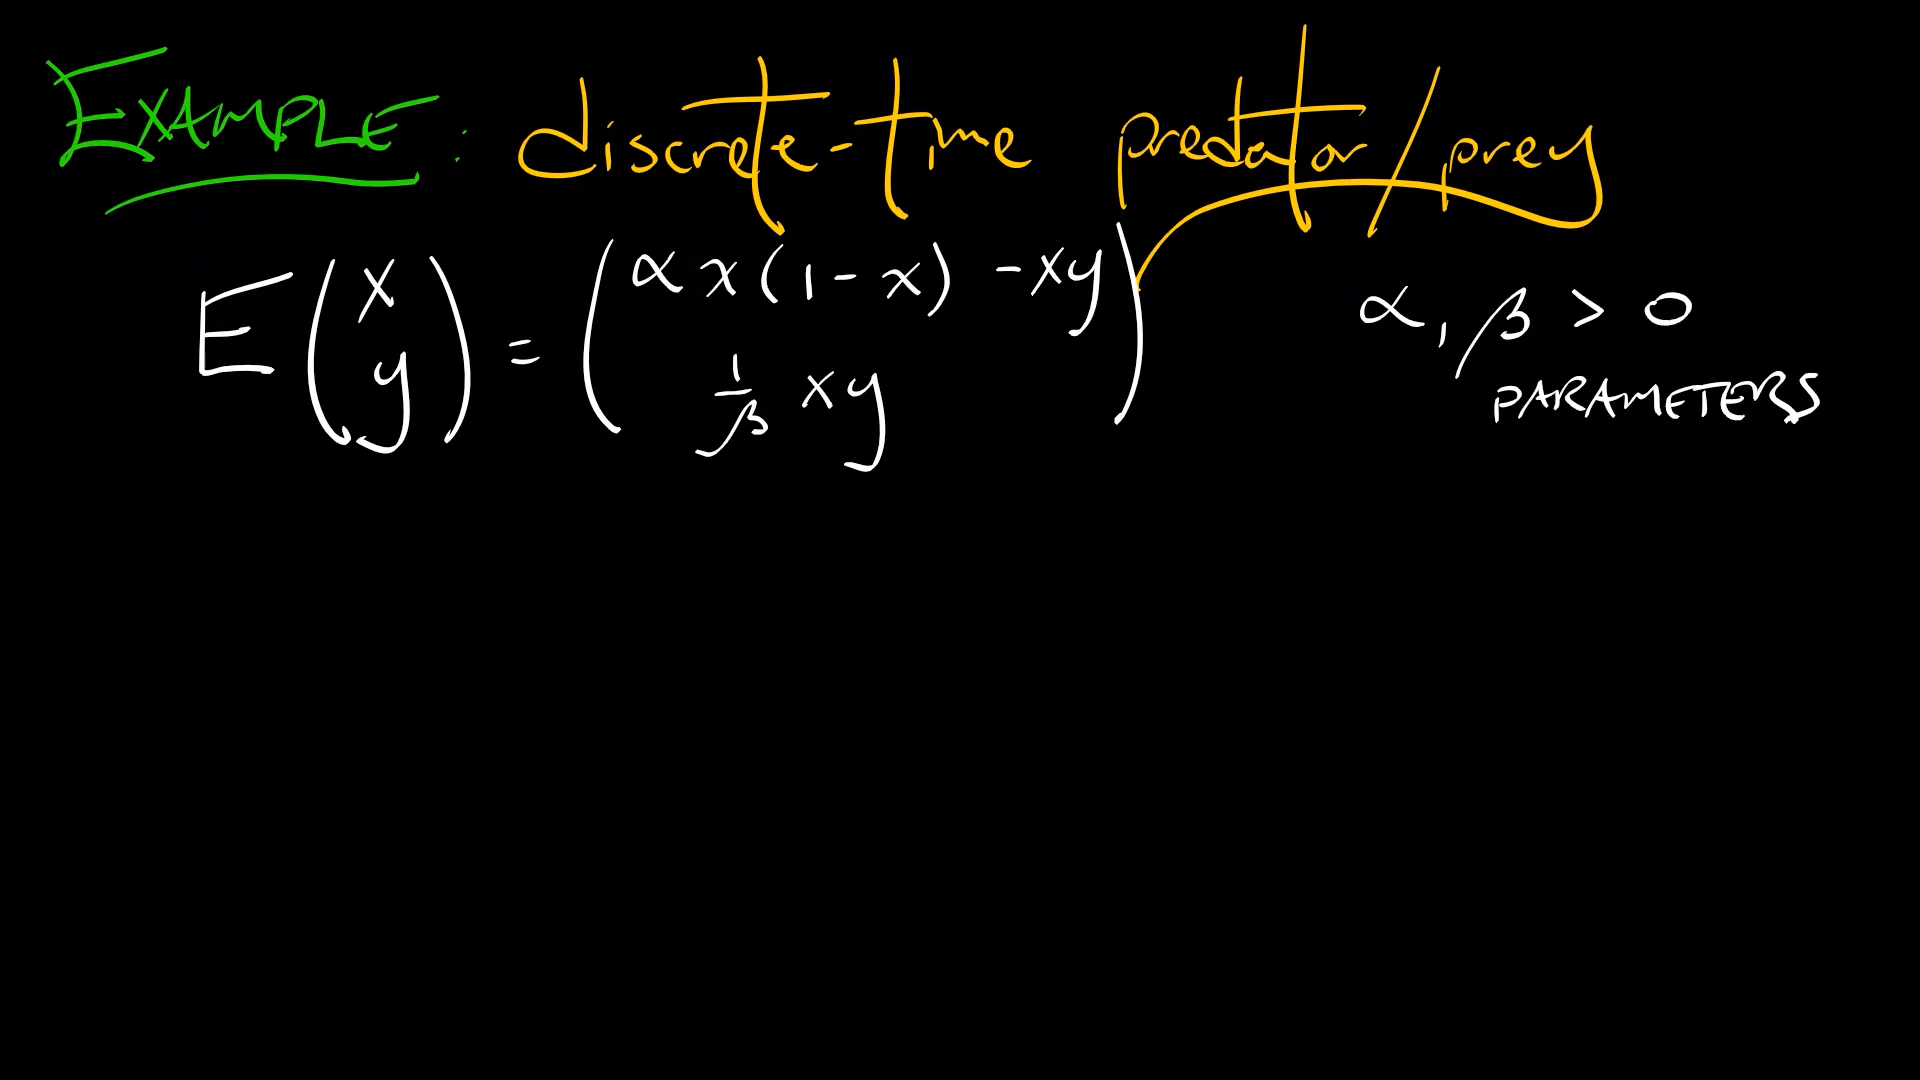 EXAMPLE: discrete-time predator/prey
E(x y) = (αx(1-x) -xy
1/β xy)
α, β > 0
PARAMETERS